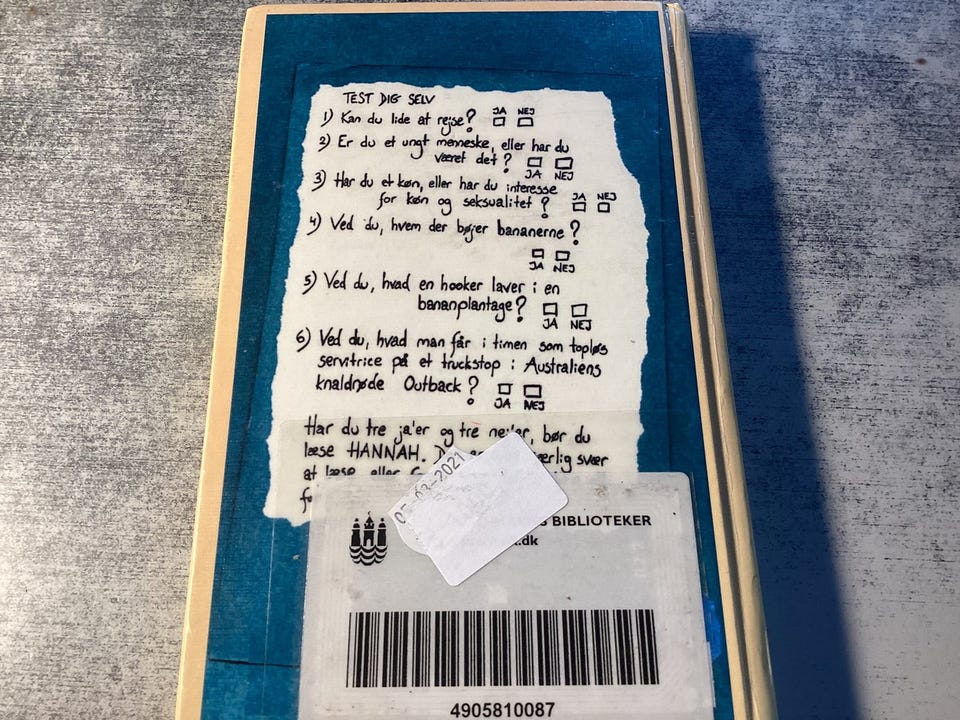 TEST DIG SELV
1) Kan du lide at rejse? JA NEJ
2) Er du et ungt menneske, eller har du
været det? JA NEJ
3) Har du et køn, eller har du interesse
for køn og seksualitet? JA NEJ
4) Ved du, hvem der bøjer bananerne?
JA NEJ
5) Ved du, hvad en hooker laver i en
bananplantage? JA NEJ
6) Ved du, hvad man får i timen som topløs
servitrice på et truckstop i Australiens
knaldrøde Outback? JA NEJ
Har du tre ja'er og tre nej'er, bør du
læse HANNAH. svær
at læse eller
-2021
BIBLIOTEKER
.dk
4905810087